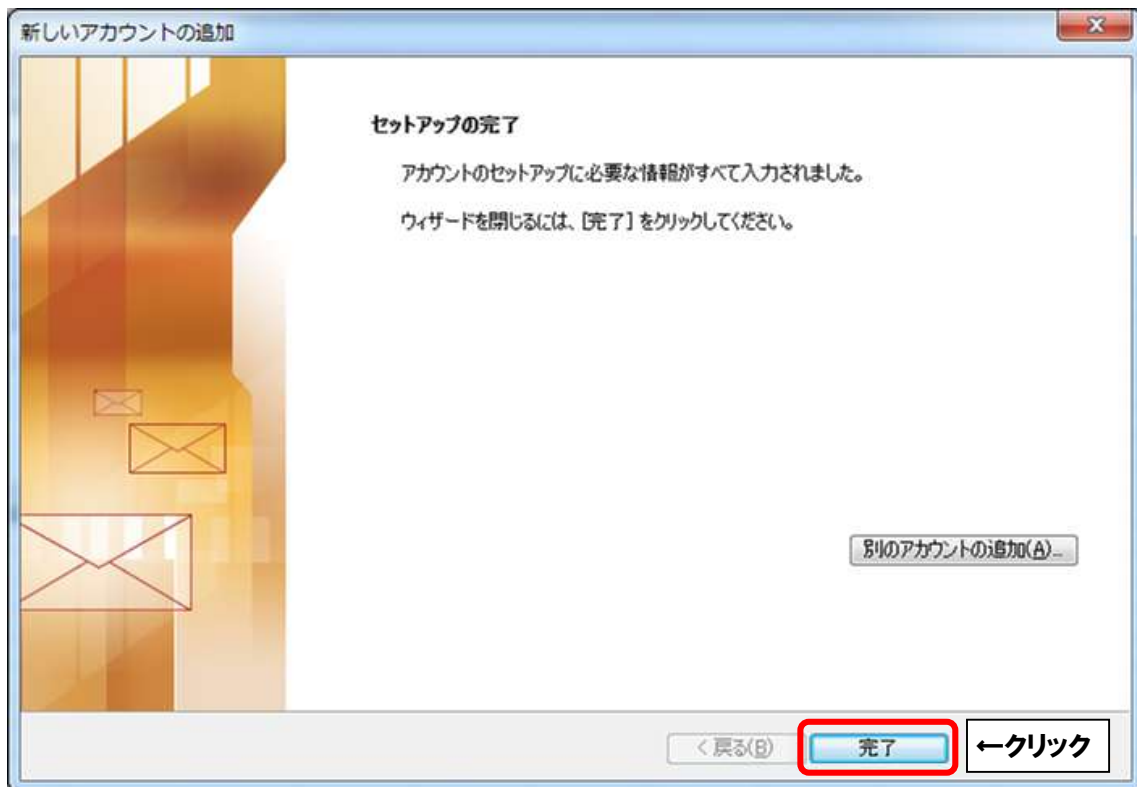 新しいアカウントの追加
セットアップの完了
アカウントのセットアップに必要な情報がすべて入力されました。
ウィザードを閉じるには、[完了] をクリックしてください。
別のアカウントの追加(A)...
< 戻る(B)
完了
←クリック